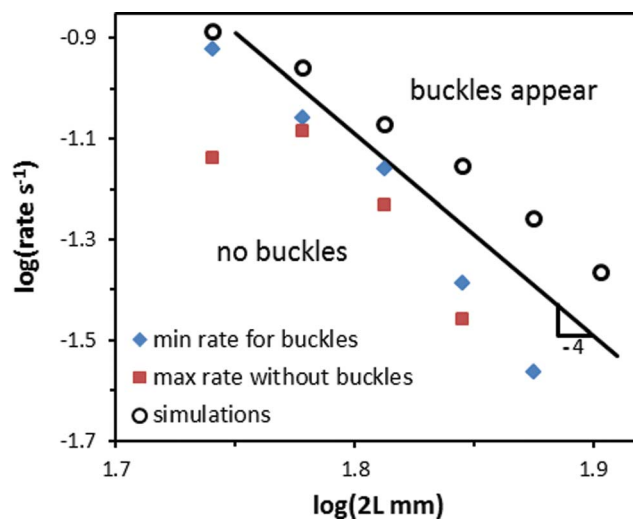 -0.9
buckles appear
-1.1
log(rate s⁻¹)
no buckles
-1.3
min rate for buckles
-1.5
-4
max rate without buckles
simulations
-1.7
1.7
1.8
1.9
log(2L mm)